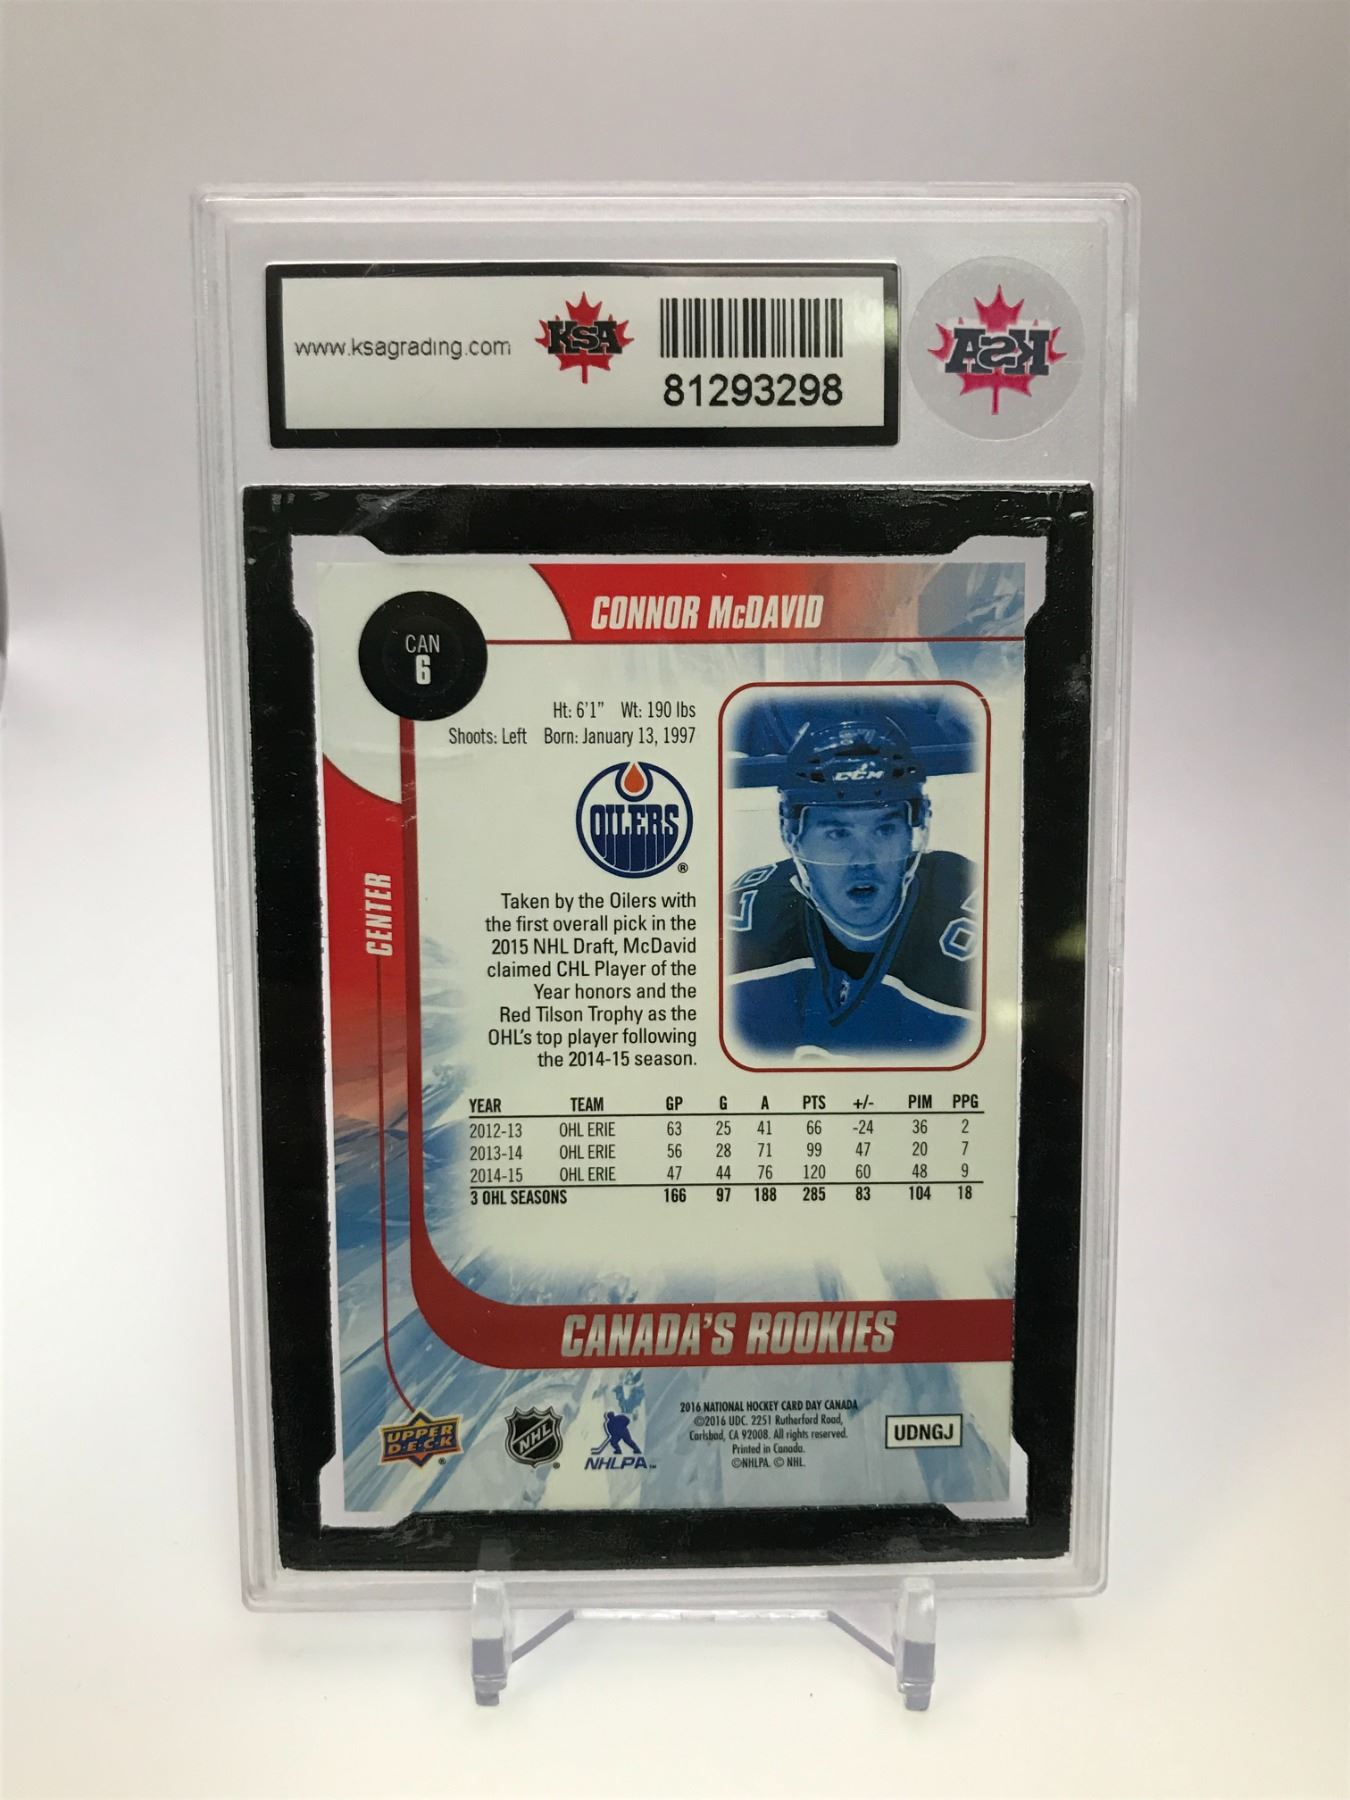 www.ksagrading.com
KSA
81293298
KSA
CONNOR McDAVID
CAN
6
Ht: 6'1" Wt: 190 lbs
Shoots: Left Born: January 13, 1997
OILERS
®
CCM
CENTER
Taken by the Oilers with
the first overall pick in the
2015 NHL Draft, McDavid
claimed CHL Player of the
Year honors and the
Red Tilson Trophy as the
OHL's top player following
the 2014-15 season.
YEAR TEAM GP G A PTS +/- PIM PPG
2012-13 OHL ERIE 63 25 41 66 -24 36 2
2013-14 OHL ERIE 56 28 71 99 47 20 7
2014-15 OHL ERIE 47 44 76 120 60 48 9
3 OHL SEASONS 166 97 188 285 83 104 18
CANADA'S ROOKIES
UPPER
D·E·C·K
®
NHL
®
NHLPA™
2016 NATIONAL HOCKEY CARD DAY CANADA
©2016 UDC. 2251 Rutherford Road,
Carlsbad, CA 92008. All rights reserved.
Printed in Canada.
©NHLPA. © NHL.
UDNGJ